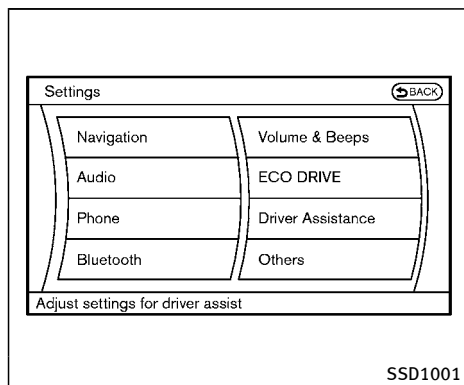 Settings
BACK
Navigation
Volume & Beeps
Audio
ECO DRIVE
Phone
Driver Assistance
Bluetooth
Others
Adjust settings for driver assist
SSD1001